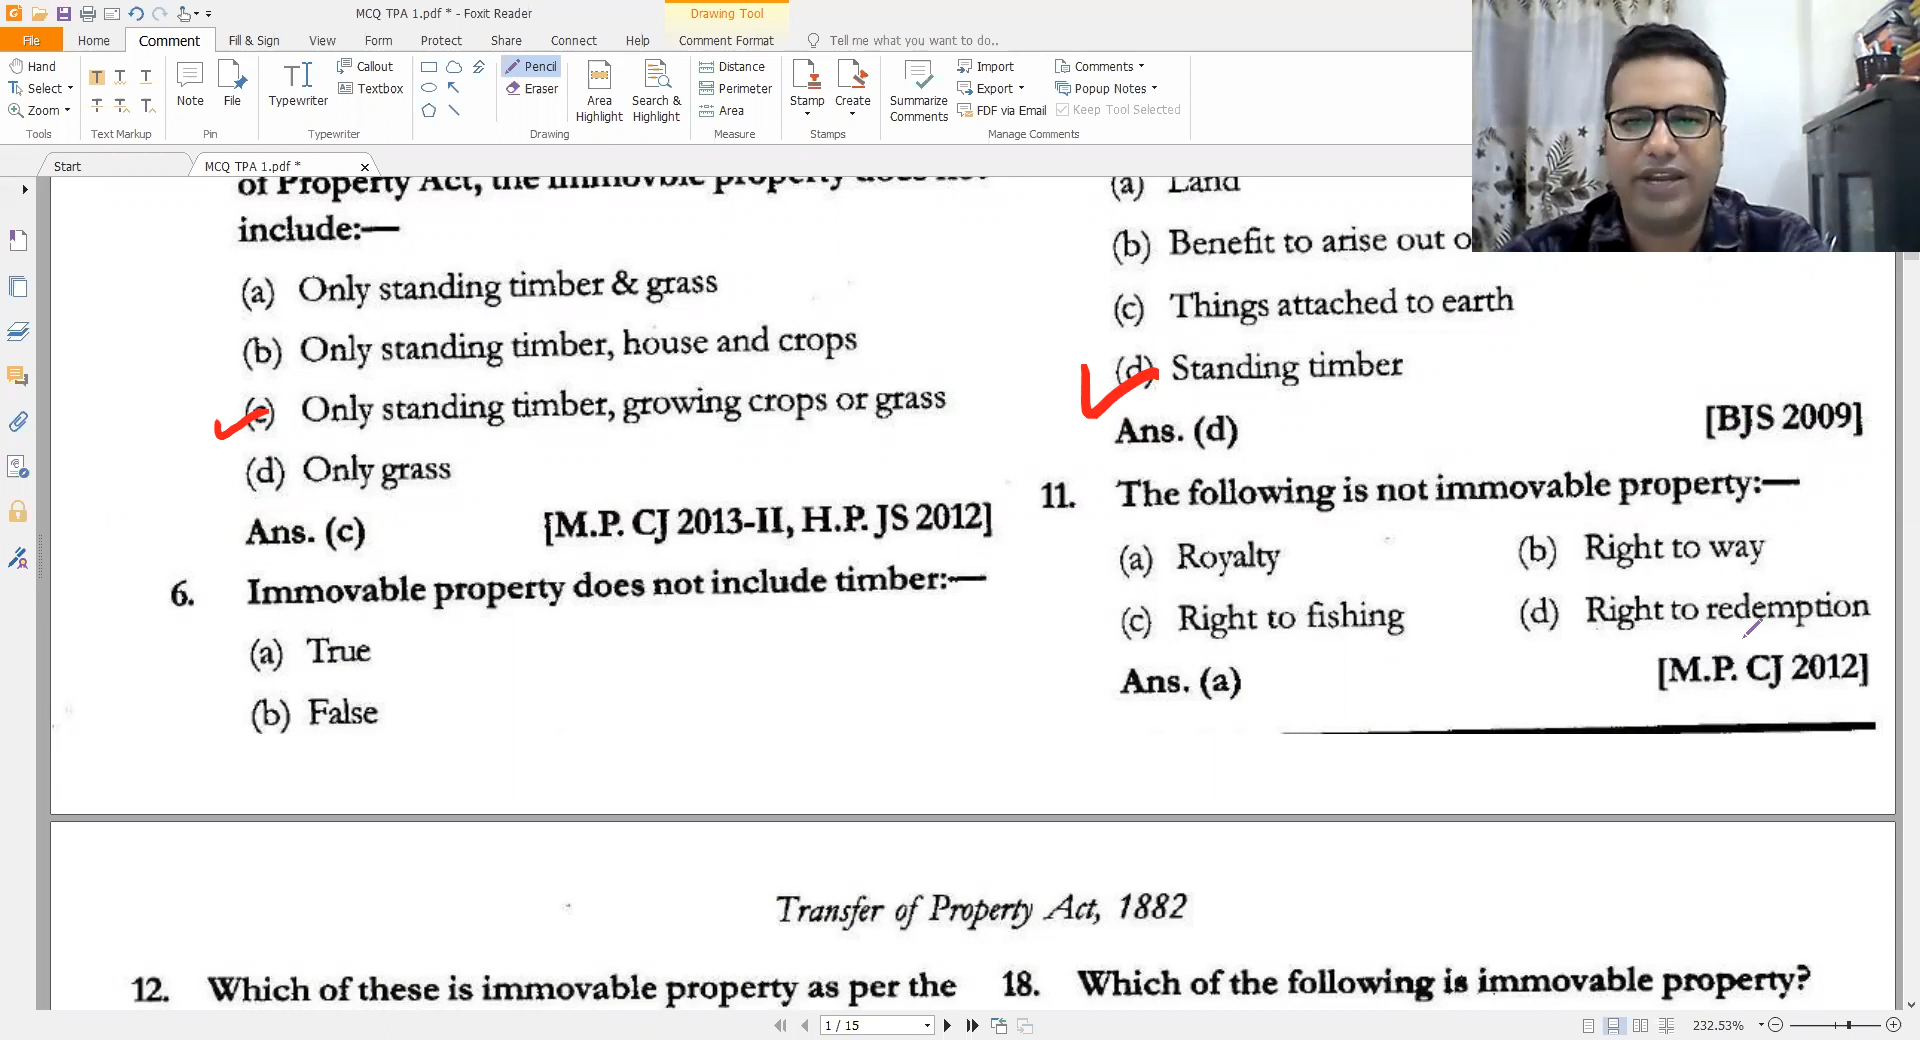 MCQ TPA 1.pdf * - Foxit Reader
Drawing Tool
File
Home
Comment
Fill & Sign
View
Form
Protect
Share
Connect
Help
Comment Format
Tell me what you want to do..
Hand
Select
Zoom
Tools
Text Markup
Note
File
Pin
Typewriter
Callout
Textbox
Typewriter
Pencil
Eraser
Area Highlight
Search & Highlight
Drawing
Distance
Perimeter
Area
Measure
Stamp
Create
Stamps
Summarize Comments
Import
Export
FDF via Email
Comments
Popup Notes
Keep Tool Selected
Manage Comments
Start
MCQ TPA 1.pdf *
of Property Act, the immovble property does not
include:—
(a) Only standing timber & grass
(b) Only standing timber, house and crops
(c) Only standing timber, growing crops or grass
(d) Only grass
Ans. (c) [M.P. CJ 2013-II, H.P. JS 2012]
6. Immovable property does not include timber:—
(a) True
(b) False
(a) Land
(b) Benefit to arise out o
(c) Things attached to earth
(d) Standing timber
Ans. (d) [BJS 2009]
11. The following is not immovable property:—
(a) Royalty (b) Right to way
(c) Right to fishing (d) Right to redemption
Ans. (a) [M.P. CJ 2012]
Transfer of Property Act, 1882
12. Which of these is immovable property as per the
18. Which of the following is immovable property?
1 / 15
232.53%